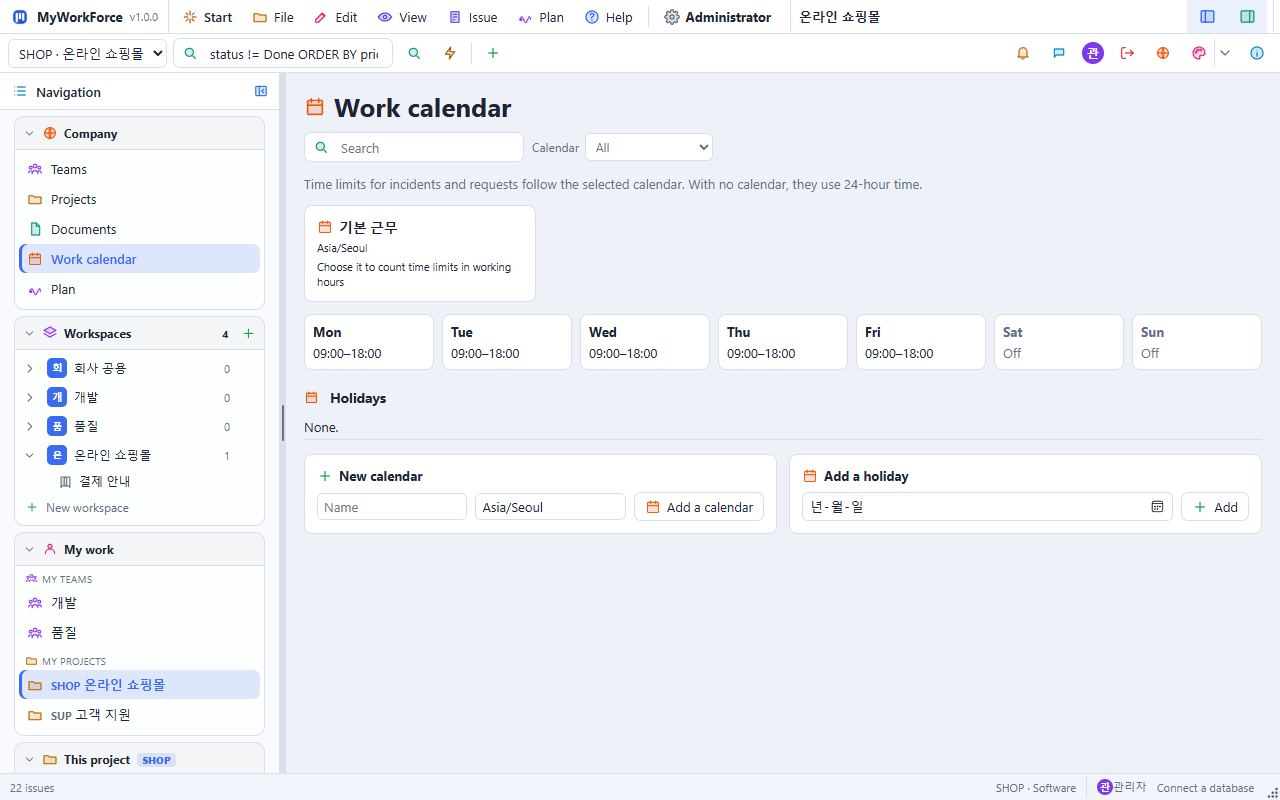 MyWorkForce v1.0.0 Start File Edit View Issue Plan Help Administrator 온라인 쇼핑몰
SHOP · 온라인 쇼핑몰 status != Done ORDER BY prio 관
Navigation
Company
Teams
Projects
Documents
Work calendar
Plan
Workspaces 4
회 회사 공용 0
개 개발 0
품 품질 0
온 온라인 쇼핑몰 1
결제 안내
New workspace
My work
MY TEAMS
개발
품질
MY PROJECTS
SHOP 온라인 쇼핑몰
SUP 고객 지원
This project SHOP
Work calendar
Search Calendar All
Time limits for incidents and requests follow the selected calendar. With no calendar, they use 24-hour time.
기본 근무
Asia/Seoul
Choose it to count time limits in working
hours
Mon Tue Wed Thu Fri Sat Sun
09:00–18:00 09:00–18:00 09:00–18:00 09:00–18:00 09:00–18:00 Off Off
Holidays
None.
New calendar
Name Asia/Seoul Add a calendar
Add a holiday
년-월-일 Add
22 issues SHOP · Software 관 관리자 Connect a database